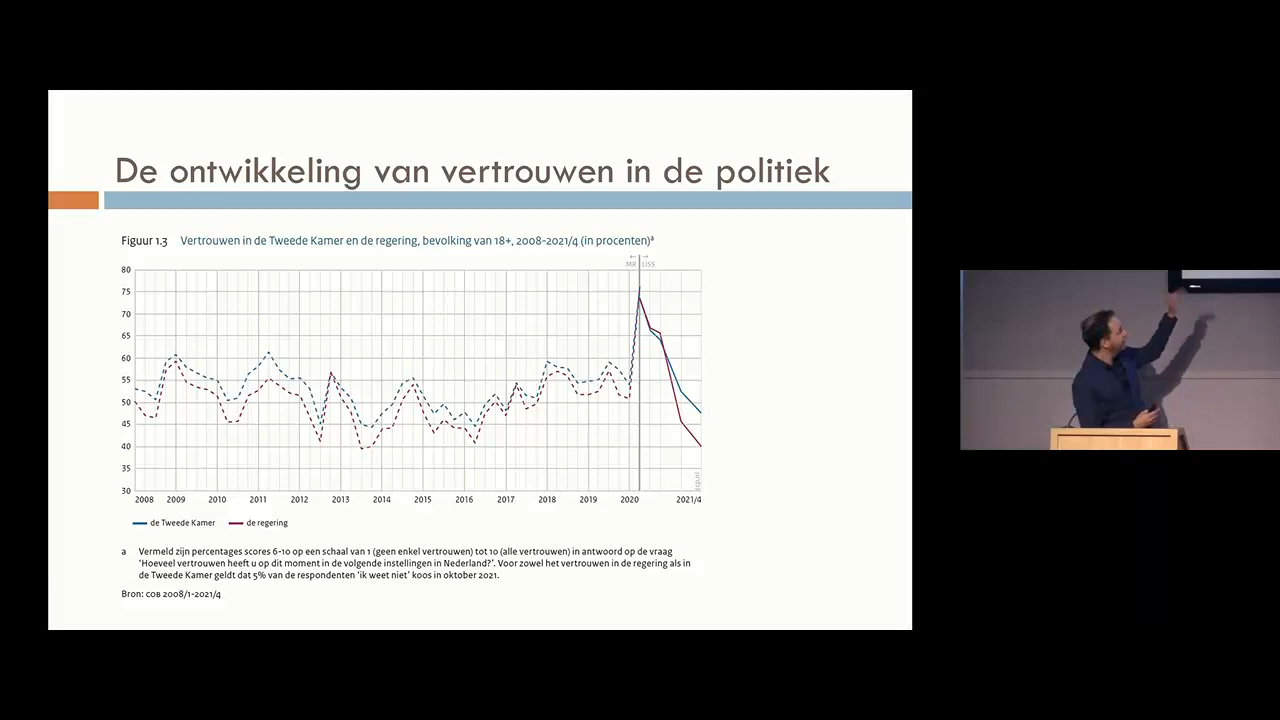 De ontwikkeling van vertrouwen in de politiek
Figuur 1.3 Vertrouwen in de Tweede Kamer en de regering, bevolking van 18+, 2008-2021/4 (in procenten)ª
← →
MR LISS
80
75
70
65
60
55
50
45
40
35
30
scp.nl
2008 2009 2010 2011 2012 2013 2014 2015 2016 2017 2018 2019 2020 2021/4
de Tweede Kamer de regering
a Vermeld zijn percentages scores 6-10 op een schaal van 1 (geen enkel vertrouwen) tot 10 (alle vertrouwen) in antwoord op de vraag
'Hoeveel vertrouwen heeft u op dit moment in de volgende instellingen in Nederland?'. Voor zowel het vertrouwen in de regering als in
de Tweede Kamer geldt dat 5% van de respondenten 'ik weet niet' koos in oktober 2021.
Bron: COB 2008/1-2021/4